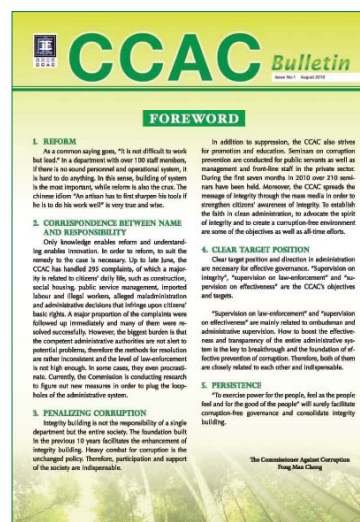 CCAC
CCAC Bulletin
Issue No.1 August 2010
FOREWORD
1. REFORM
As a common saying goes, "It is not difficult to work
but lead." In a department with over 100 staff members,
if there is no sound personnel and operational system, it
is hard to do anything. In this sense, building of system
is the most important, while reform is also the crux. The
chinese idiom "An artisan has to first sharpen his tools if
he is to do his work well" is very true and wise.
2. CORRESPONDENCE BETWEEN NAME
AND RESPONSIBILITY
Only knowledge enables reform and understand-
ing enables innovation. In order to reform, to suit the
remedy to the case is necessary. Up to late June, the
CCAC has handled 295 complaints, of which a major-
ity is related to citizens' daily life, such as construction,
social housing, public service management, imported
labour and illegal workers, alleged maladministration
and administrative decisions that infringe upon citizens'
basic rights. A major proportion of the complaints were
followed up immediately and many of them were re-
solved successfully. However, the biggest burden is that
the competent administrative authorities are not alert to
potential problems, therefore the methods for resolution
are rather inconsistent and the level of law-enforcement
is not high enough. In some cases, they even procrasti-
nate. Currently, the Commission is conducting research
to figure out new measures in order to plug the loop-
holes of the administrative system.
3. PENALIZING CORRUPTION
Integrity building is not the responsibility of a single
department but the entire society. The foundation built
in the previous 10 years facilitates the enhancement of
integrity building. Heavy combat for corruption is the
unchanged policy. Therefore, participation and support
of the society are indispensable.
In addition to suppression, the CCAC also strives
for promotion and education. Seminars on corruption
prevention are conducted for public servants as well as
management and front-line staff in the private sector.
During the first seven months in 2010 over 210 semi-
nars have been held. Moreover, the CCAC spreads the
message of integrity through the mass media in order to
strengthen citizens' awareness of integrity. To establish
the faith in clean administration, to advocate the spirit
of integrity and to create a corruption-free environment
are some of the objectives as well as all-time efforts.
4. CLEAR TARGET POSITION
Clear target position and direction in administration
are necessary for effective governance. "Supervision on
integrity", "supervision on law-enforcement" and "su-
pervision on effectiveness" are the CCAC's objectives
and targets.
"Supervision on law-enforcement" and "supervision
on effectiveness" are mainly related to ombudsman and
administrative supervision. How to boost the effective-
ness and transparency of the entire administrative sys-
tem is the key to breakthrough and the foundation of ef-
fective prevention of corruption. Therefore, both of them
are closely related to each other and indispensable.
5. PERSISTENCE
"To exercise power for the people, feel as the people
feel and for the good of the people" will surely facilitate
corruption-free governance and consolidate integrity
building.
The Commissioner Against Corruption
Fong Man Chong